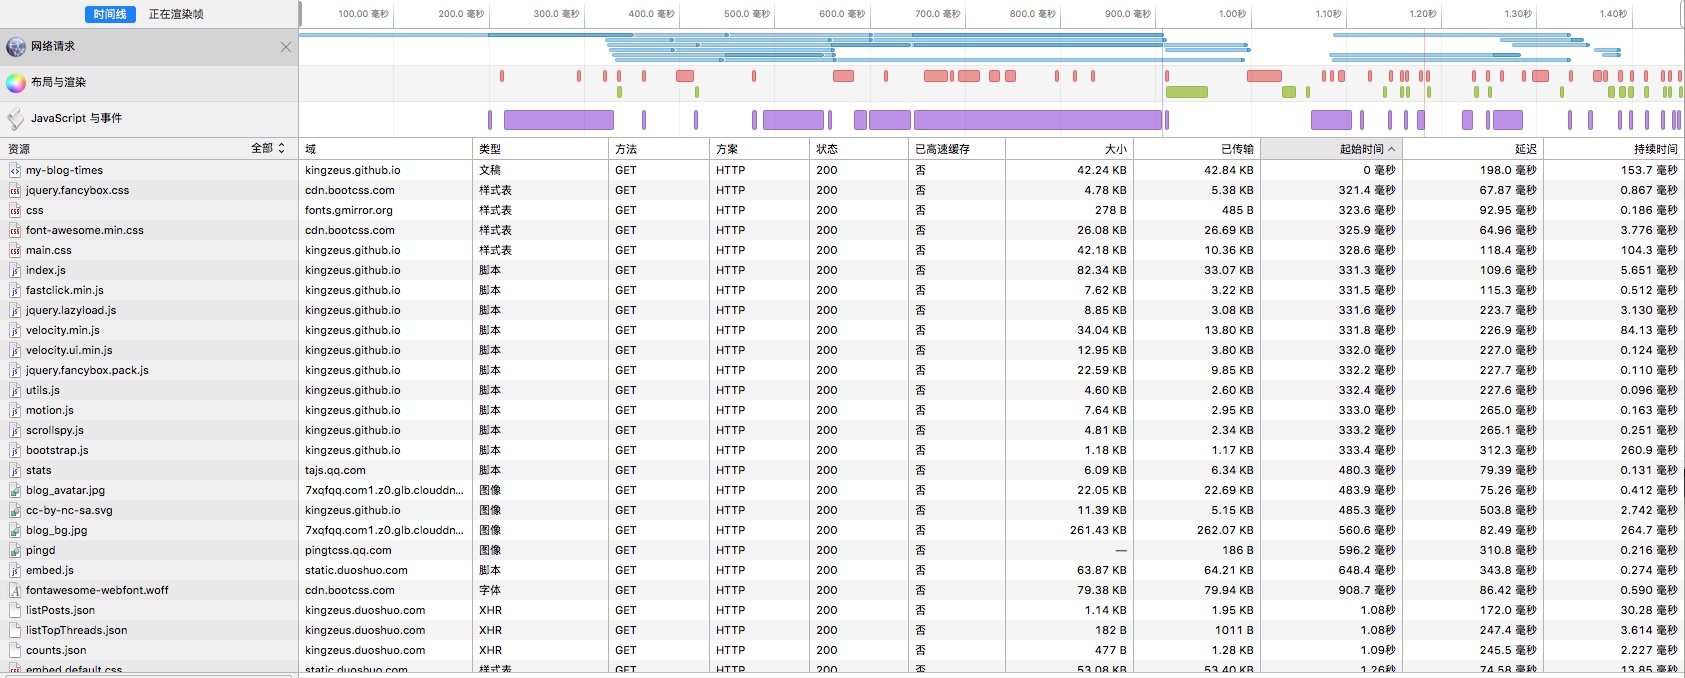 时间线 正在渲染帧 100.00 毫秒 200.0 毫秒 300.0 毫秒 400.0 毫秒 500.0 毫秒 600.0 毫秒 700.0 毫秒 800.0 毫秒 900.0 毫秒 1.00秒 1.10秒 1.20秒 1.30秒 1.40秒
网络请求
布局与渲染
JavaScript 与事件
资源 全部 域 类型 方法 方案 状态 已高速缓存 大小 已传输 起始时间 延迟 持续时间
my-blog-times kingzeus.github.io 文稿 GET HTTP 200 否 42.24 KB 42.84 KB 0 毫秒 198.0 毫秒 153.7 毫秒
jquery.fancybox.css cdn.bootcss.com 样式表 GET HTTP 200 否 4.78 KB 5.38 KB 321.4 毫秒 67.87 毫秒 0.867 毫秒
css fonts.gmirror.org 样式表 GET HTTP 200 否 278 B 485 B 323.6 毫秒 92.95 毫秒 0.186 毫秒
font-awesome.min.css cdn.bootcss.com 样式表 GET HTTP 200 否 26.08 KB 26.69 KB 325.9 毫秒 64.96 毫秒 3.776 毫秒
main.css kingzeus.github.io 样式表 GET HTTP 200 否 42.18 KB 10.36 KB 328.6 毫秒 118.4 毫秒 104.3 毫秒
index.js kingzeus.github.io 脚本 GET HTTP 200 否 82.34 KB 33.07 KB 331.3 毫秒 109.6 毫秒 5.651 毫秒
fastclick.min.js kingzeus.github.io 脚本 GET HTTP 200 否 7.62 KB 3.22 KB 331.5 毫秒 115.3 毫秒 0.512 毫秒
jquery.lazyload.js kingzeus.github.io 脚本 GET HTTP 200 否 8.85 KB 3.08 KB 331.6 毫秒 223.7 毫秒 3.130 毫秒
velocity.min.js kingzeus.github.io 脚本 GET HTTP 200 否 34.04 KB 13.80 KB 331.8 毫秒 226.9 毫秒 84.13 毫秒
velocity.ui.min.js kingzeus.github.io 脚本 GET HTTP 200 否 12.95 KB 3.80 KB 332.0 毫秒 227.0 毫秒 0.124 毫秒
jquery.fancybox.pack.js kingzeus.github.io 脚本 GET HTTP 200 否 22.59 KB 9.85 KB 332.2 毫秒 227.7 毫秒 0.110 毫秒
utils.js kingzeus.github.io 脚本 GET HTTP 200 否 4.60 KB 2.60 KB 332.4 毫秒 227.6 毫秒 0.096 毫秒
motion.js kingzeus.github.io 脚本 GET HTTP 200 否 7.64 KB 2.95 KB 333.0 毫秒 265.0 毫秒 0.163 毫秒
scrollspy.js kingzeus.github.io 脚本 GET HTTP 200 否 4.81 KB 2.34 KB 333.2 毫秒 265.1 毫秒 0.251 毫秒
bootstrap.js kingzeus.github.io 脚本 GET HTTP 200 否 1.18 KB 1.17 KB 333.4 毫秒 312.3 毫秒 260.9 毫秒
stats tajs.qq.com 脚本 GET HTTP 200 否 6.09 KB 6.34 KB 480.3 毫秒 79.39 毫秒 0.131 毫秒
blog_avatar.jpg 7xqfqq.com1.z0.glb.clouddn... 图像 GET HTTP 200 否 22.05 KB 22.69 KB 483.9 毫秒 75.26 毫秒 0.412 毫秒
cc-by-nc-sa.svg kingzeus.github.io 图像 GET HTTP 200 否 11.39 KB 5.15 KB 485.3 毫秒 503.8 毫秒 2.742 毫秒
blog_bg.jpg 7xqfqq.com1.z0.glb.clouddn... 图像 GET HTTP 200 否 261.43 KB 262.07 KB 560.6 毫秒 82.49 毫秒 264.7 毫秒
pingd pingtcss.qq.com 图像 GET HTTP 200 否 — 186 B 596.2 毫秒 310.8 毫秒 0.216 毫秒
embed.js static.duoshuo.com 脚本 GET HTTP 200 否 63.87 KB 64.21 KB 648.4 毫秒 343.8 毫秒 0.274 毫秒
fontawesome-webfont.woff cdn.bootcss.com 字体 GET HTTP 200 否 79.38 KB 79.94 KB 908.7 毫秒 86.42 毫秒 0.590 毫秒
listPosts.json kingzeus.duoshuo.com XHR GET HTTP 200 否 1.14 KB 1.95 KB 1.08秒 172.0 毫秒 30.28 毫秒
listTopThreads.json kingzeus.duoshuo.com XHR GET HTTP 200 否 182 B 1011 B 1.08秒 247.4 毫秒 3.614 毫秒
counts.json kingzeus.duoshuo.com XHR GET HTTP 200 否 477 B 1.28 KB 1.09秒 245.5 毫秒 2.227 毫秒
embed.default.css static.duoshuo.com 样式表 GET HTTP 200 否 53.08 KB 53.40 KB 1.26秒 74.58 毫秒 13.85 毫秒